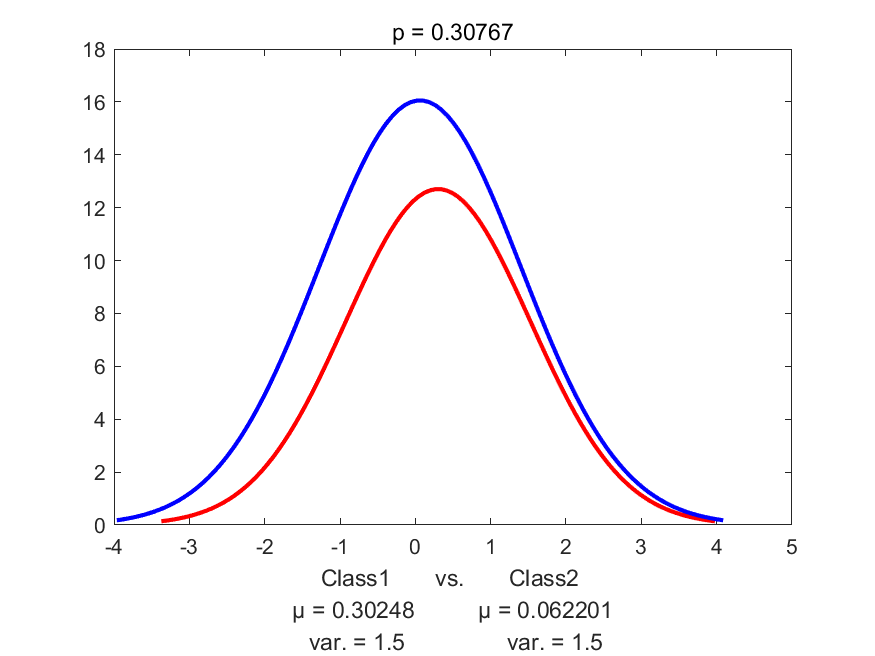 p = 0.30767
18
16
14
12
10
8
6
4
2
0
-4 -3 -2 -1 0 1 2 3 4 5
Class1 vs. Class2
μ = 0.30248 μ = 0.062201
var. = 1.5 var. = 1.5